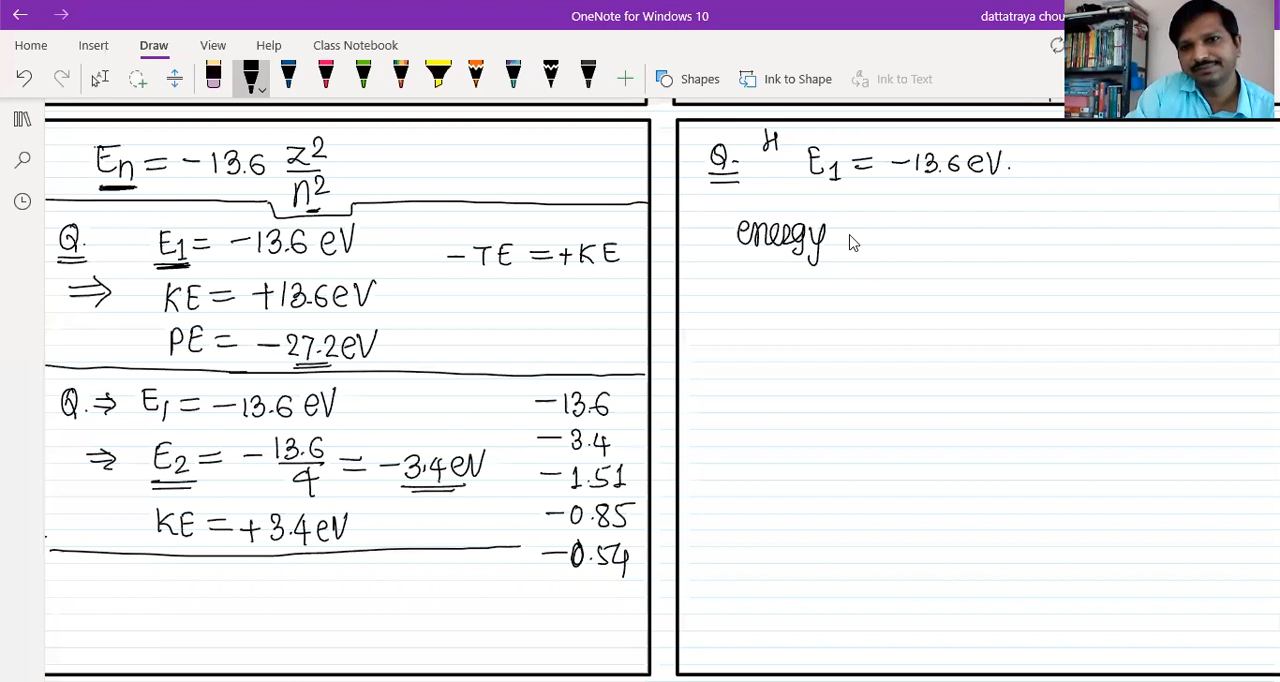 OneNote for Windows 10
dattatraya chou
Home Insert Draw View Help Class Notebook
Shapes Ink to Shape Ink to Text
En = -13.6 z²/n²
Q. E₁ = -13.6 eV
-TE = +KE
⇒ KE = +13.6eV
PE = -27.2eV
Q. ⇒ E₁ = -13.6 eV
⇒ E₂ = -13.6/4 = -3.4eV
KE = +3.4eV
-13.6
-3.4
-1.51
-0.85
-0.54
Q. H E₁ = -13.6eV.
energy